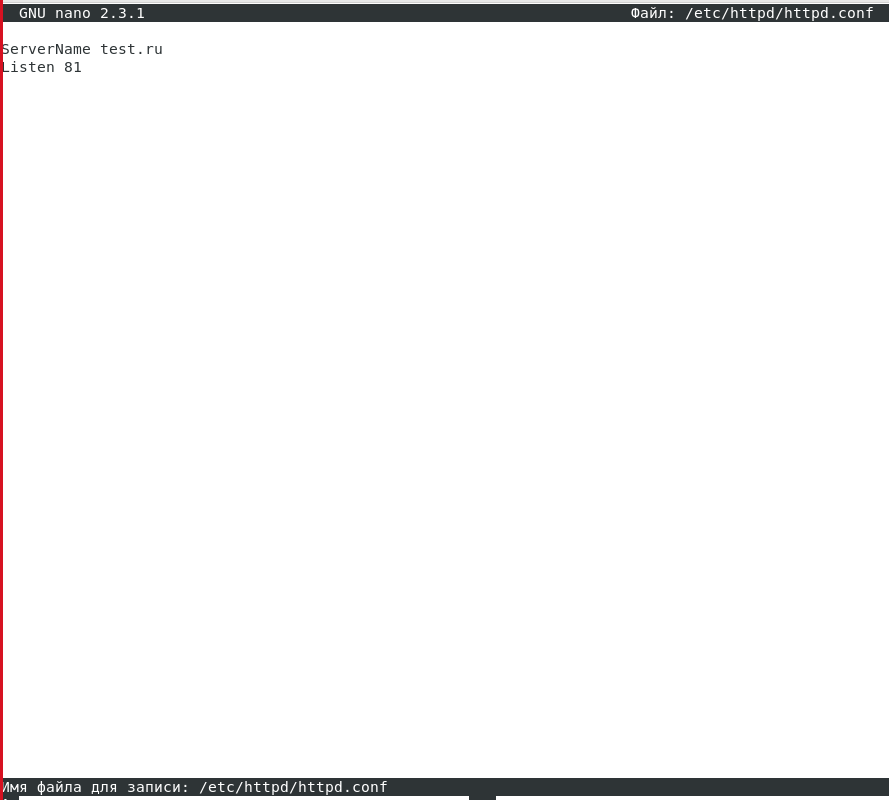 GNU nano 2.3.1 Файл: /etc/httpd/httpd.conf
ServerName test.ru
Listen 81
Имя файла для записи: /etc/httpd/httpd.conf